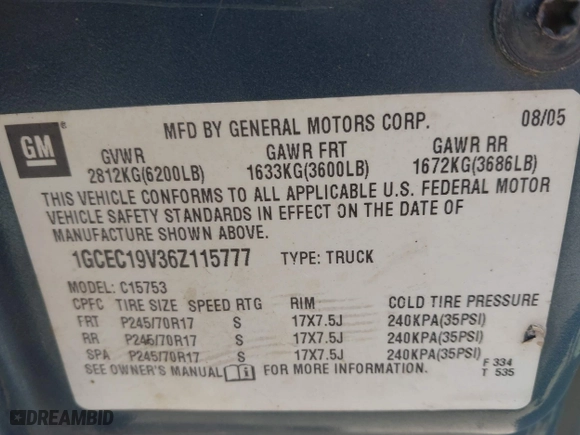 GM
MFD BY GENERAL MOTORS CORP. 08/05
GVWR GAWR FRT GAWR RR
2812KG(6200LB) 1633KG(3600LB) 1672KG(3686LB)
THIS VEHICLE CONFORMS TO ALL APPLICABLE U.S. FEDERAL MOTOR
VEHICLE SAFETY STANDARDS IN EFFECT ON THE DATE OF
MANUFACTURE SHOWN ABOVE.
1GCEC19V36Z115777 TYPE: TRUCK
MODEL: C15753
CPFC TIRE SIZE SPEED RTG RIM COLD TIRE PRESSURE
FRT P245/70R17 S 17X7.5J 240KPA(35PSI)
RR P245/70R17 S 17X7.5J 240KPA(35PSI)
SPA P245/70R17 S 17X7.5J 240KPA(35PSI)
SEE OWNER'S MANUAL i FOR MORE INFORMATION.
F 334
T 535
DREAMBID